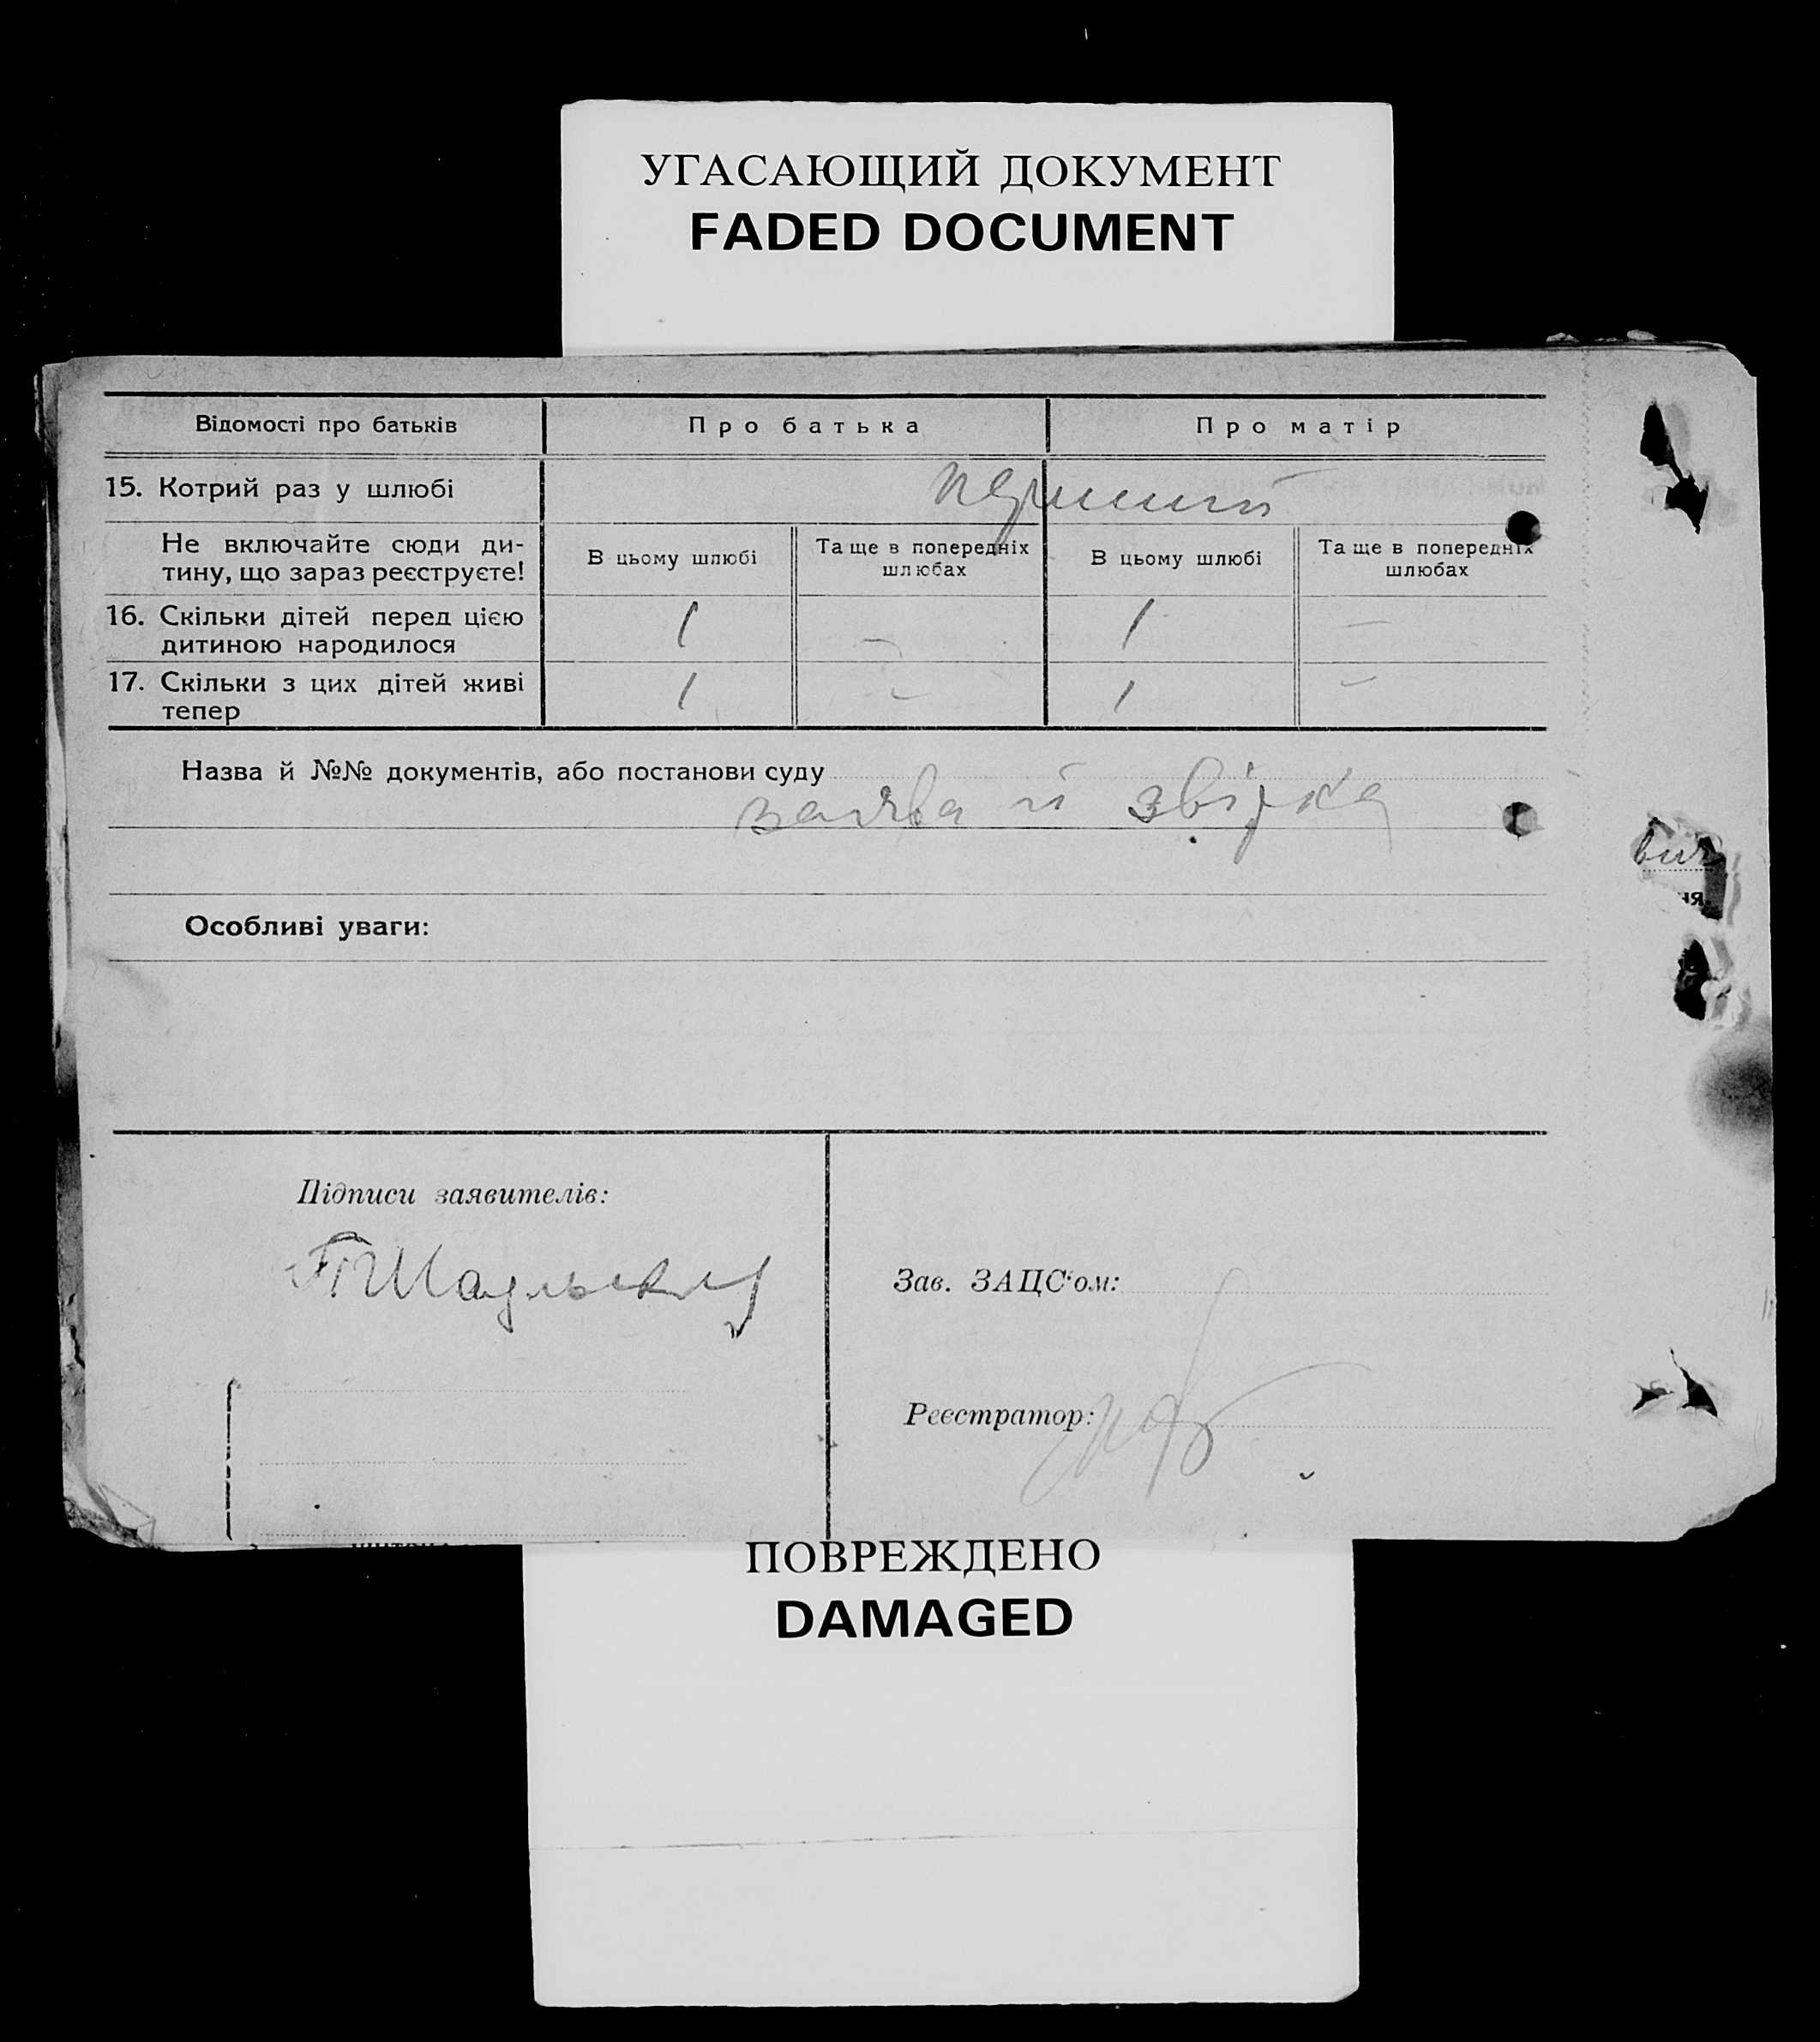 УГАСАЮЩИЙ ДОКУМЕНТ
FADED DOCUMENT
Відомості про батьків Про батька Про матір
15. Котрий раз у шлюбі перший
Не включайте сюди ди-
тину, що зараз реєструєте!
В цьому шлюбі
Та ще в попередніх
шлюбах
В цьому шлюбі
Та ще в попередніх
шлюбах
16. Скільки дітей перед цією
дитиною народилося
1 — 1 —
17. Скільки з цих дітей живі
тепер
1 — 1 —
Назва й №№ документів, або постанови суду
заява й звірка
Особливі уваги:
Підписи заявителів:
Зав. ЗАЦС‘ом:
Реєстратор:
ПОВРЕЖДЕНО
DAMAGED